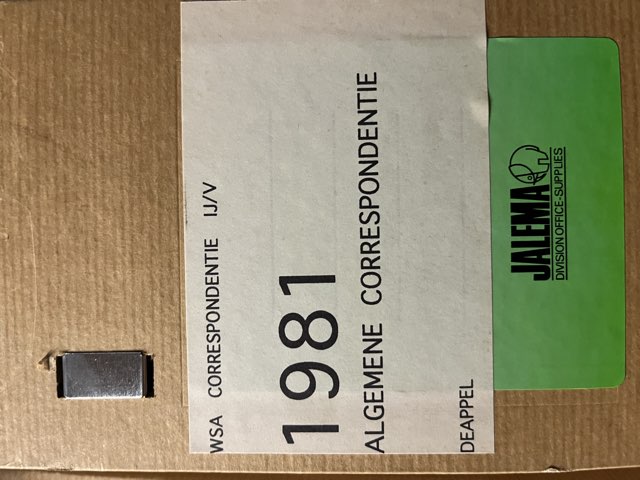 WSA CORRESPONDENTIE IJ/V
1981
ALGEMENE CORRESPONDENTIE
DEAPPEL
JALEMA
DIVISION OFFICE-SUPPLIES